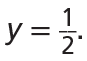 y = 1/2.